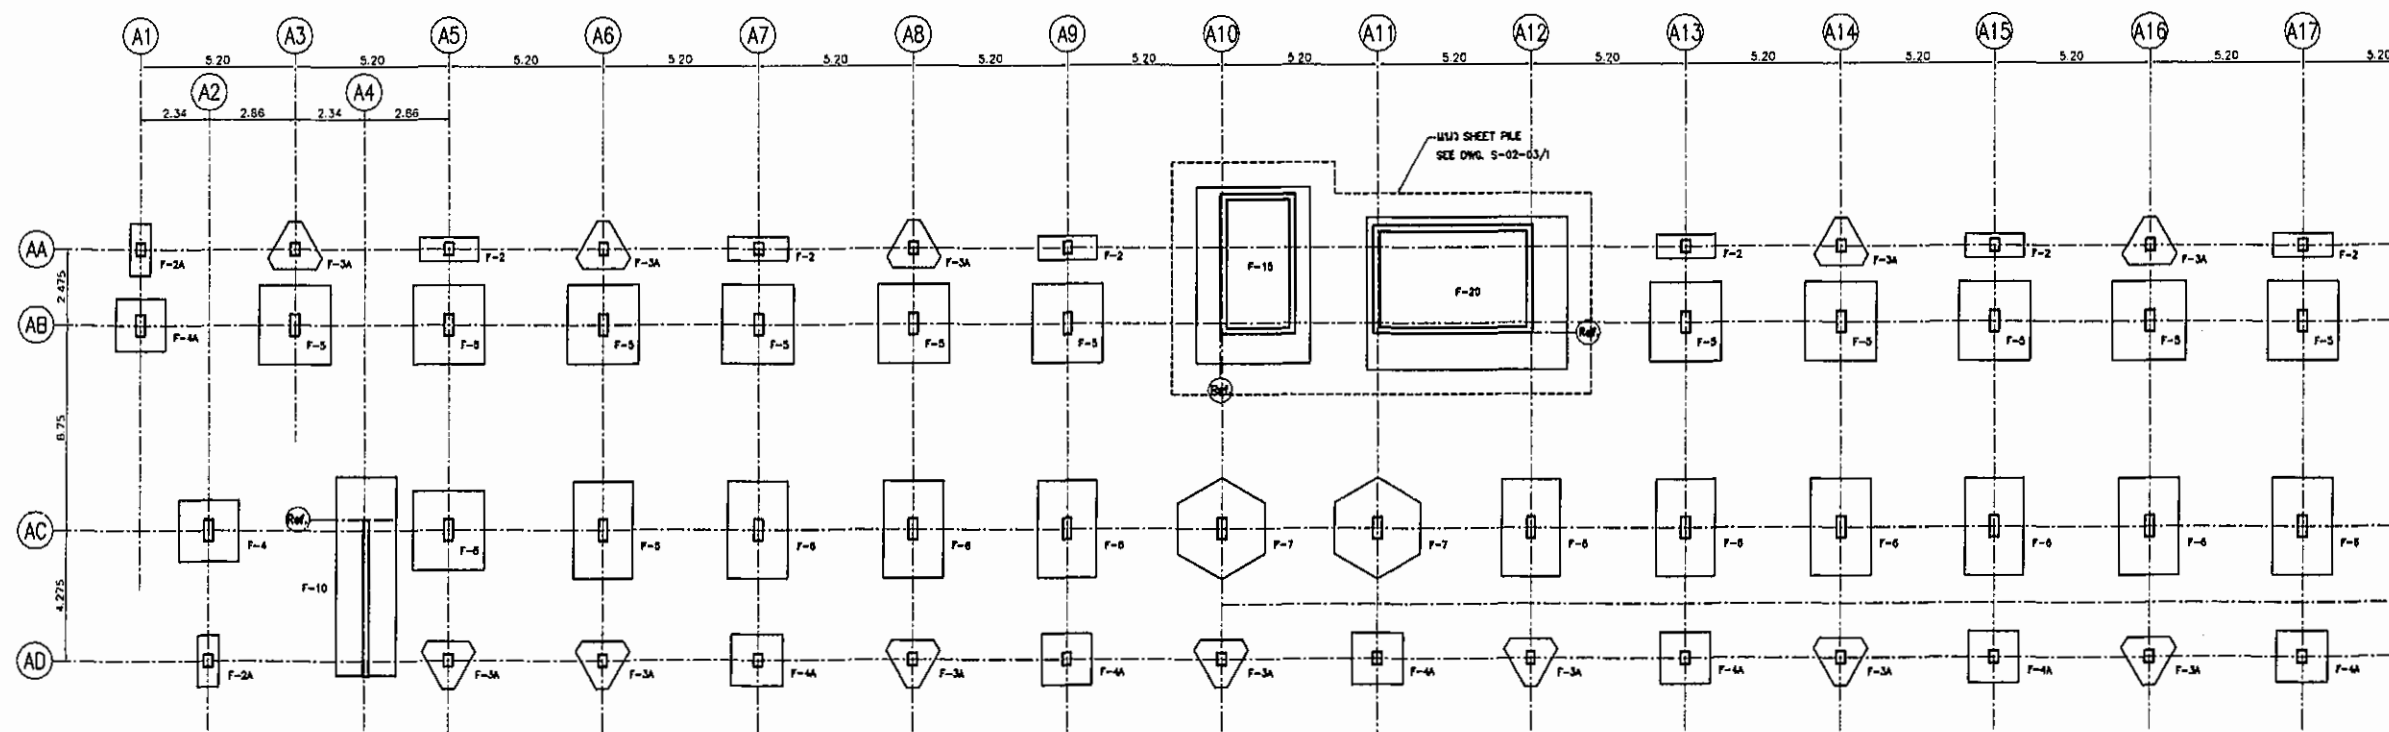 A1 A3 A5 A6 A7 A8 A9 A10 A11 A12 A13 A14 A15 A16 A17
5.20 5.20 5.20 5.20 5.20 5.20 5.20 5.20 5.20 5.20 5.20 5.20 5.20 5.20 5.20
A2 A4
2.34 2.86 2.34 2.86
แนว SHEET PILE
SEE DWG. S-02-03/1
AA
F-2A F-3A F-2 F-3A F-2 F-3A F-2 F-15 F-20 F-2 F-3A F-2 F-3A F-2
2.475
AB
F-4A F-5 F-5 F-5 F-5 F-5 F-5 Ref. F-5 F-5 F-5 F-5 F-5
Ref.
6.75
Ref.
AC
F-4 F-6 F-6 F-6 F-6 F-7 F-7 F-6 F-6 F-6 F-6 F-6
F-10
4.275
AD
F-2A F-3A F-3A F-4A F-3A F-4A F-3A F-4A F-3A F-4A F-3A F-4A F-3A F-4A